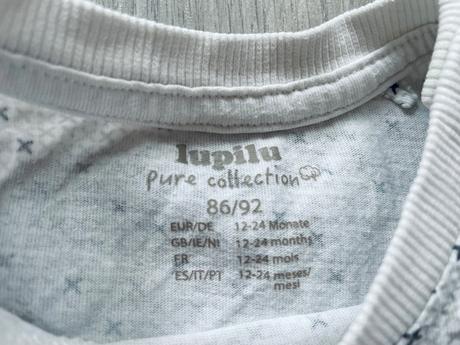 lupilu
pure collection
86/92
EUR/DE 12-24 Monate
GB/IE/NI 12-24 months
FR 12-24 mois
ES/IT/PT 12-24 meses/
mesi